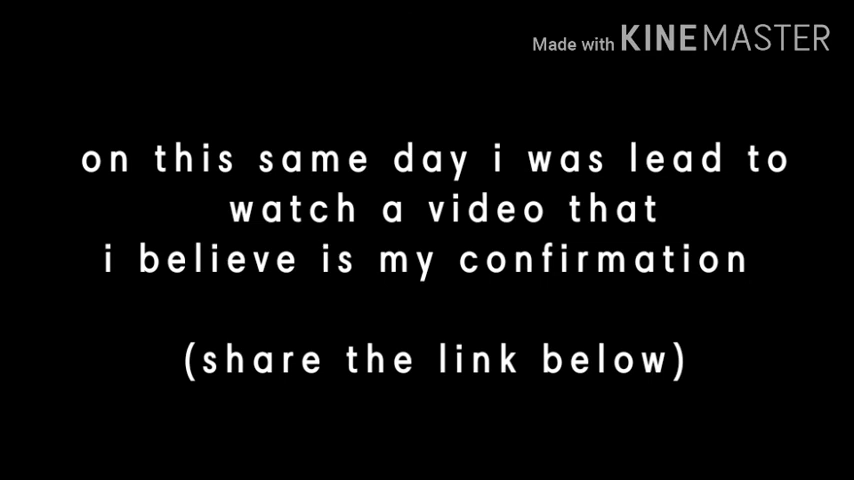 Made with KINEMASTER
on this same day i was lead to
watch a video that
i believe is my confirmation
(share the link below)